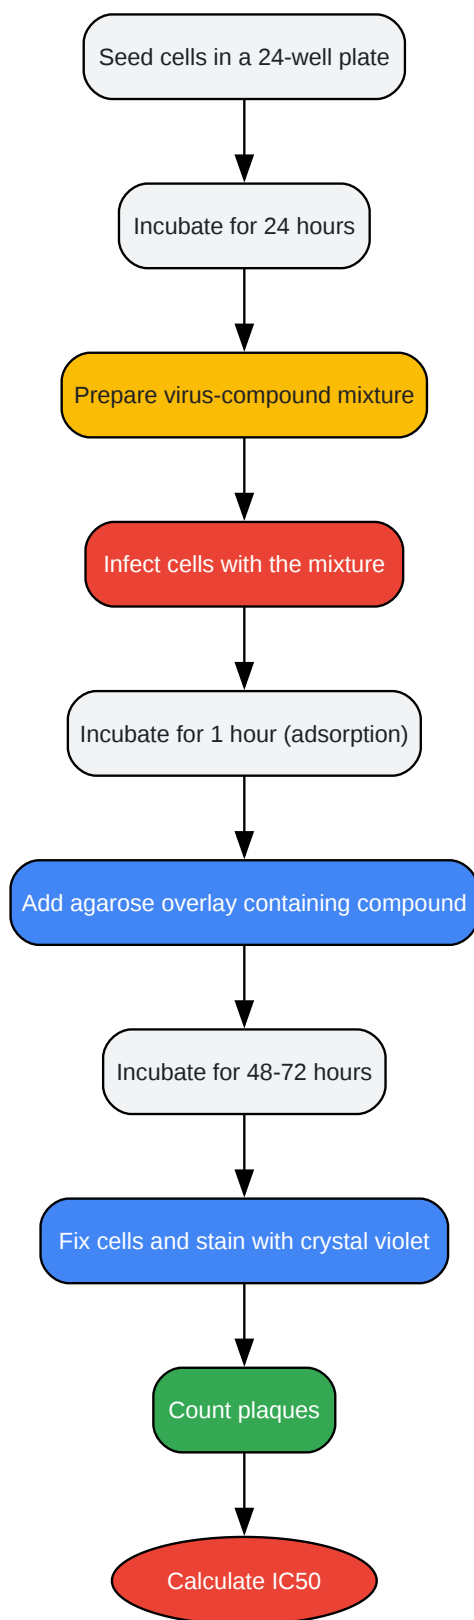 Seed cells in a 24-well plate
Incubate for 24 hours
Prepare virus-compound mixture
Infect cells with the mixture
Incubate for 1 hour (adsorption)
Add agarose overlay containing compound
Incubate for 48-72 hours
Fix cells and stain with crystal violet
Count plaques
Calculate IC50